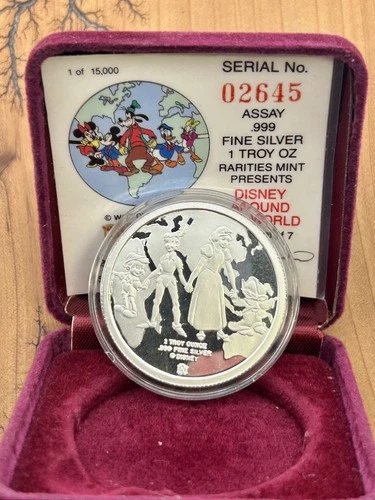 1 of 15,000
SERIAL No.
02645
ASSAY
.999
FINE SILVER
1 TROY OZ
RARITIES MINT
PRESENTS
DISNEY
WORLD
©
1 TROY OUNCE
.999 FINE SILVER
© DISNEY